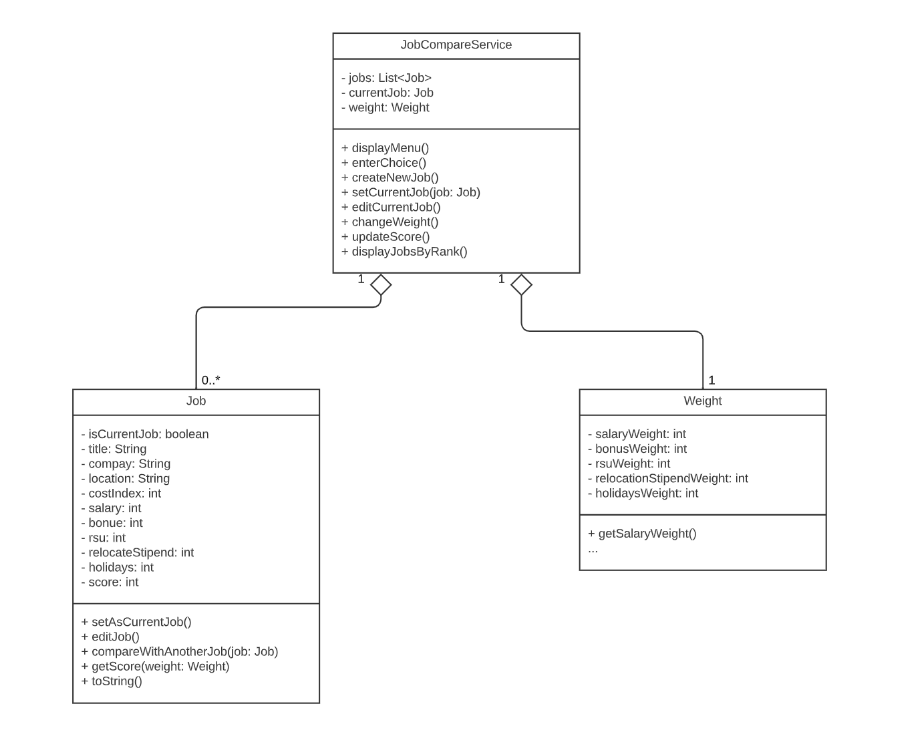 JobCompareService
- jobs: List<Job>
- currentJob: Job
- weight: Weight
+ displayMenu()
+ enterChoice()
+ createNewJob()
+ setCurrentJob(job: Job)
+ editCurrentJob()
+ changeWeight()
+ updateScore()
+ displayJobsByRank()
1
1
0..*
1
Job
- isCurrentJob: boolean
- title: String
- compay: String
- location: String
- costIndex: int
- salary: int
- bonue: int
- rsu: int
- relocateStipend: int
- holidays: int
- score: int
+ setAsCurrentJob()
+ editJob()
+ compareWithAnotherJob(job: Job)
+ getScore(weight: Weight)
+ toString()
Weight
- salaryWeight: int
- bonusWeight: int
- rsuWeight: int
- relocationStipendWeight: int
- holidaysWeight: int
+ getSalaryWeight()
...